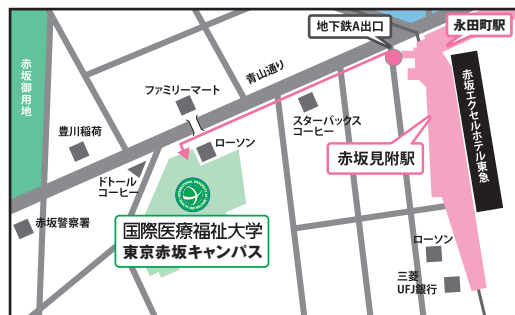 地下鉄A出口
永田町駅
赤坂御用地
青山通り
ファミリーマート
スターバックス
コーヒー
赤坂エクセルホテル東急
豊川稲荷
ローソン
赤坂見附駅
ドトール
コーヒー
赤坂警察署
国際医療福祉大学
東京赤坂キャンパス
ローソン
三菱
UFJ銀行